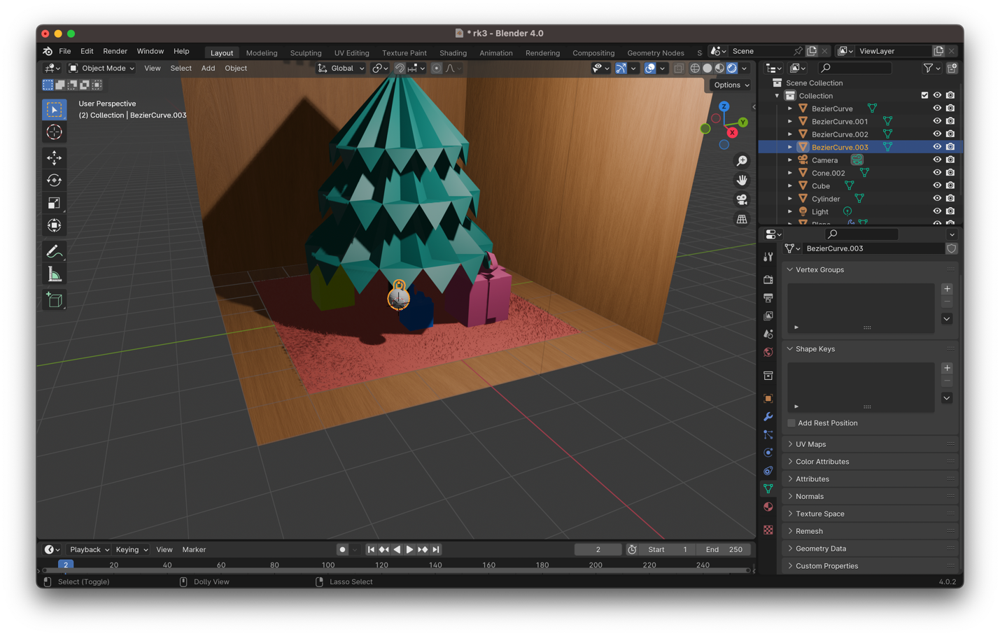 * rk3 - Blender 4.0
File Edit Render Window Help Layout Modeling Sculpting UV Editing Texture Paint Shading Animation Rendering Compositing Geometry Nodes S Scene ViewLayer
Object Mode View Select Add Object Global
Options
User Perspective
(2) Collection | BezierCurve.003
Z
Y
X
Scene Collection
Collection
BezierCurve
BezierCurve.001
BezierCurve.002
BezierCurve.003
Camera
Cone.002
Cube
Cylinder
Light
BezierCurve.003
Vertex Groups
Shape Keys
Add Rest Position
UV Maps
Color Attributes
Attributes
Normals
Texture Space
Remesh
Geometry Data
Custom Properties
Playback Keying View Marker 2 Start 1 End 250
2 20 40 60 80 100 120 140 160 180 200 220 240
Select (Toggle) Dolly View Lasso Select 4.0.2